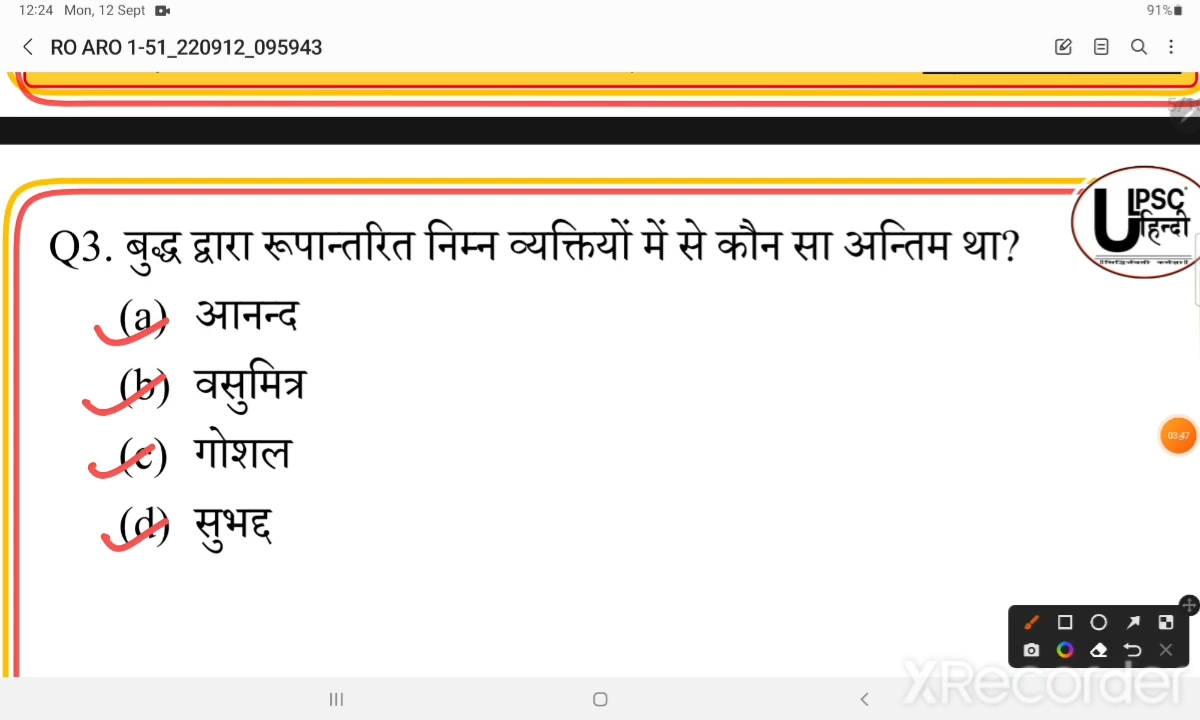 12:24 Mon, 12 Sept 91%
RO ARO 1-51_220912_095943
UPSC
हिन्दी
Q3. बुद्ध द्वारा रूपान्तरित निम्न व्यक्तियों में से कौन सा अन्तिम था?
(a) आनन्द
(b) वसुमित्र
(c) गोशल
(d) सुभद्द
03:47
XRecorder